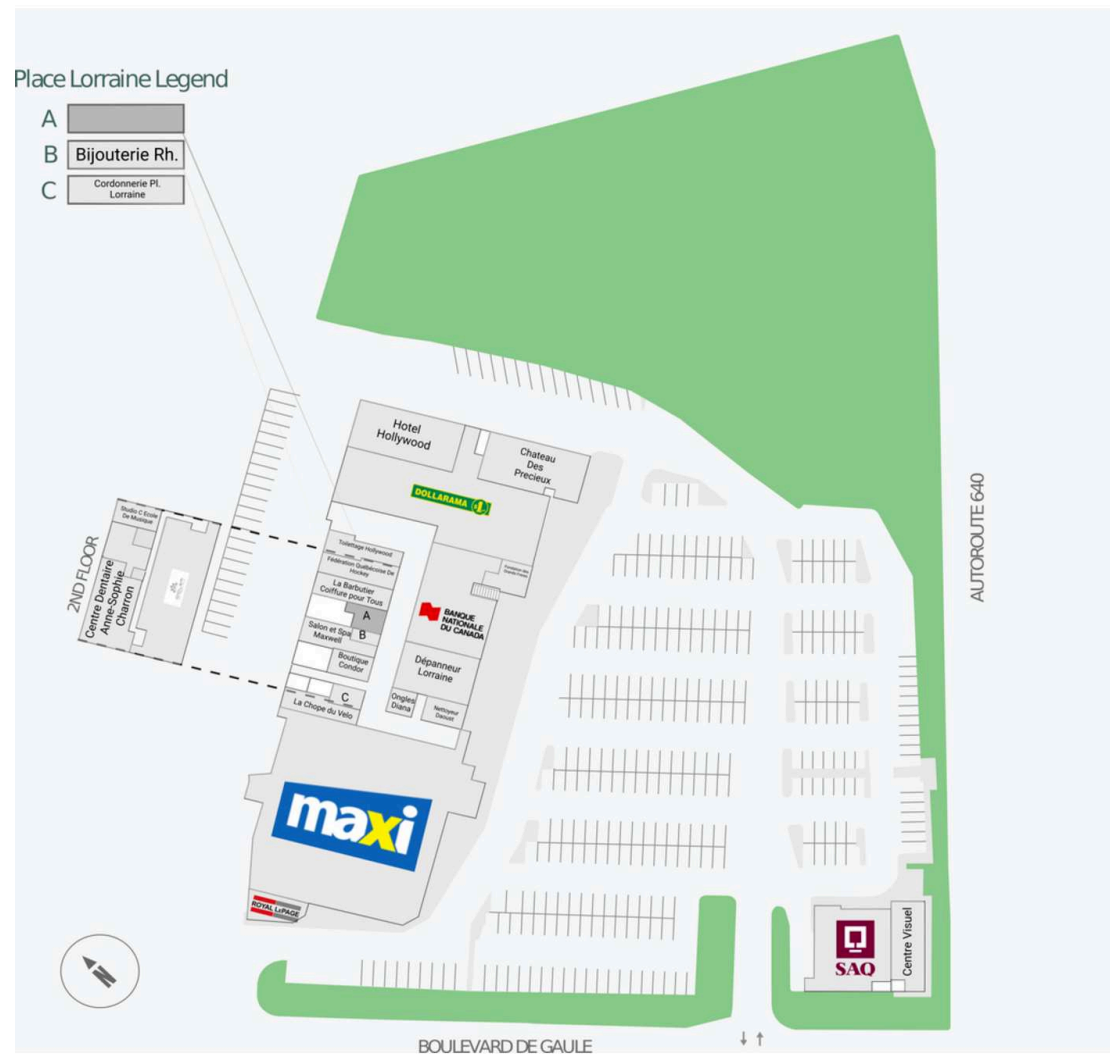 Place Lorraine Legend
A
B
Bijouterie Rh.
C
Cordonnerie Pl.
Lorraine
Hotel
Hollywood
Chateau
Des
Precieux
DOLLARAMA
AUTOROUTE 640
2ND FLOOR
Studio C Ecole
De Musique
Centre Dentaire
Anne-Sophie
Charron
Toilettage Hollywood
Fédération Québécoise De
Hockey
La Barbutier
Coiffure pour Tous
A
B
Salon et Spa
Maxwell
Boutique
Condor
C
La Chope du Velo
BANQUE
NATIONALE
DU CANADA
Dépanneur
Lorraine
Ongles
Diana
Nettoyeur
Daoust
maxi
ROYAL LEPAGE
N
SAQ
Centre Visuel
BOULEVARD DE GAULE